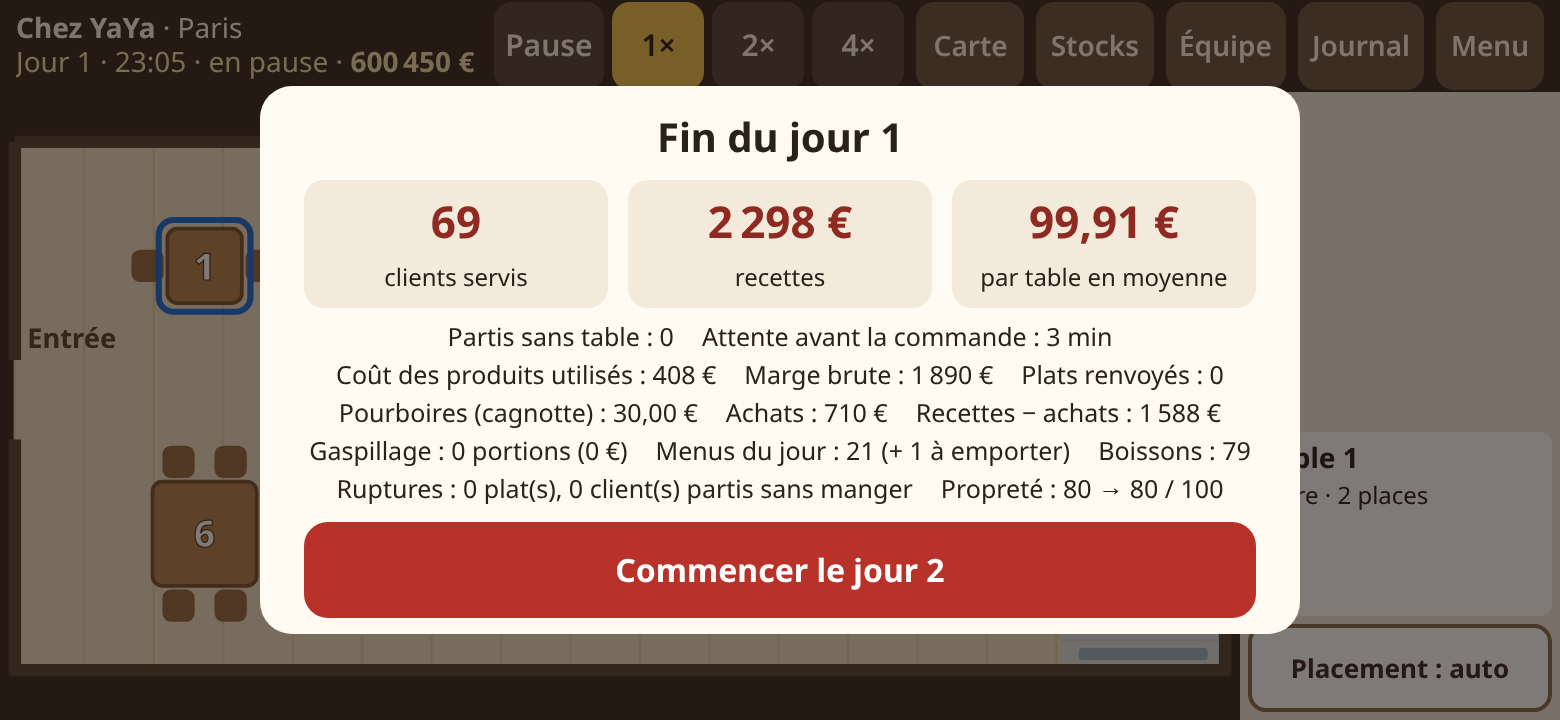 Chez YaYa · Paris
Jour 1 · 23:05 · en pause · 600 450 €
Pause
1×
2×
4×
Carte
Stocks
Équipe
Journal
Menu
Fin du jour 1
69
clients servis
2 298 €
recettes
99,91 €
par table en moyenne
Partis sans table : 0 Attente avant la commande : 3 min
Coût des produits utilisés : 408 € Marge brute : 1 890 € Plats renvoyés : 0
Pourboires (cagnotte) : 30,00 € Achats : 710 € Recettes − achats : 1 588 €
Gaspillage : 0 portions (0 €) Menus du jour : 21 (+ 1 à emporter) Boissons : 79
Ruptures : 0 plat(s), 0 client(s) partis sans manger Propreté : 80 → 80 / 100
Commencer le jour 2
1
Entrée
6
1
· 2 places
Placement : auto